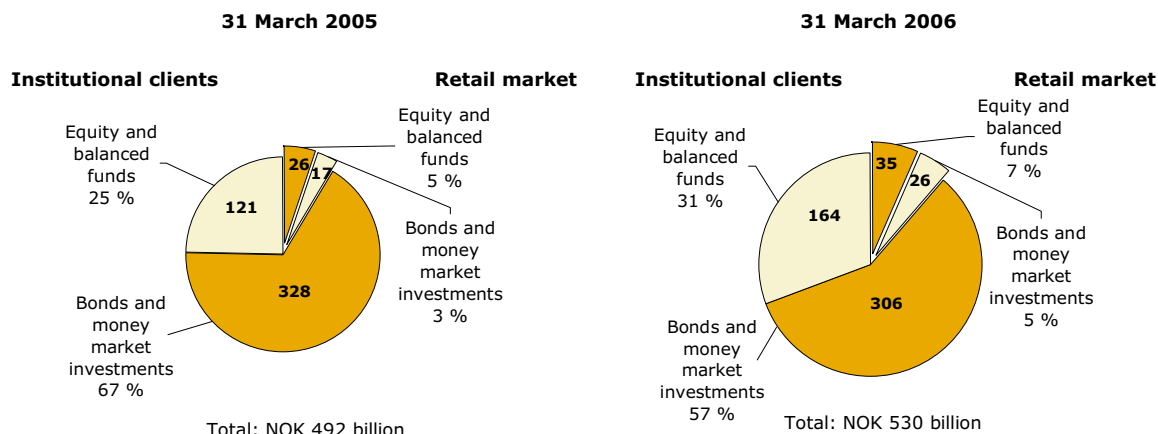 31 March 2005
Institutional clients
Retail market
Equity and
balanced
funds
25 %
Equity and
balanced
funds
5 %
26
17
121
328
Bonds and
money
market
investments
3 %
Bonds and
money
market
investments
67 %
Total: NOK 492 billion
31 March 2006
Institutional clients
Retail market
Equity and
balanced
funds
31 %
Equity and
balanced
funds
7 %
35
26
164
306
Bonds and
money
market
investments
5 %
Bonds and
money
market
investments
57 %
Total: NOK 530 billion